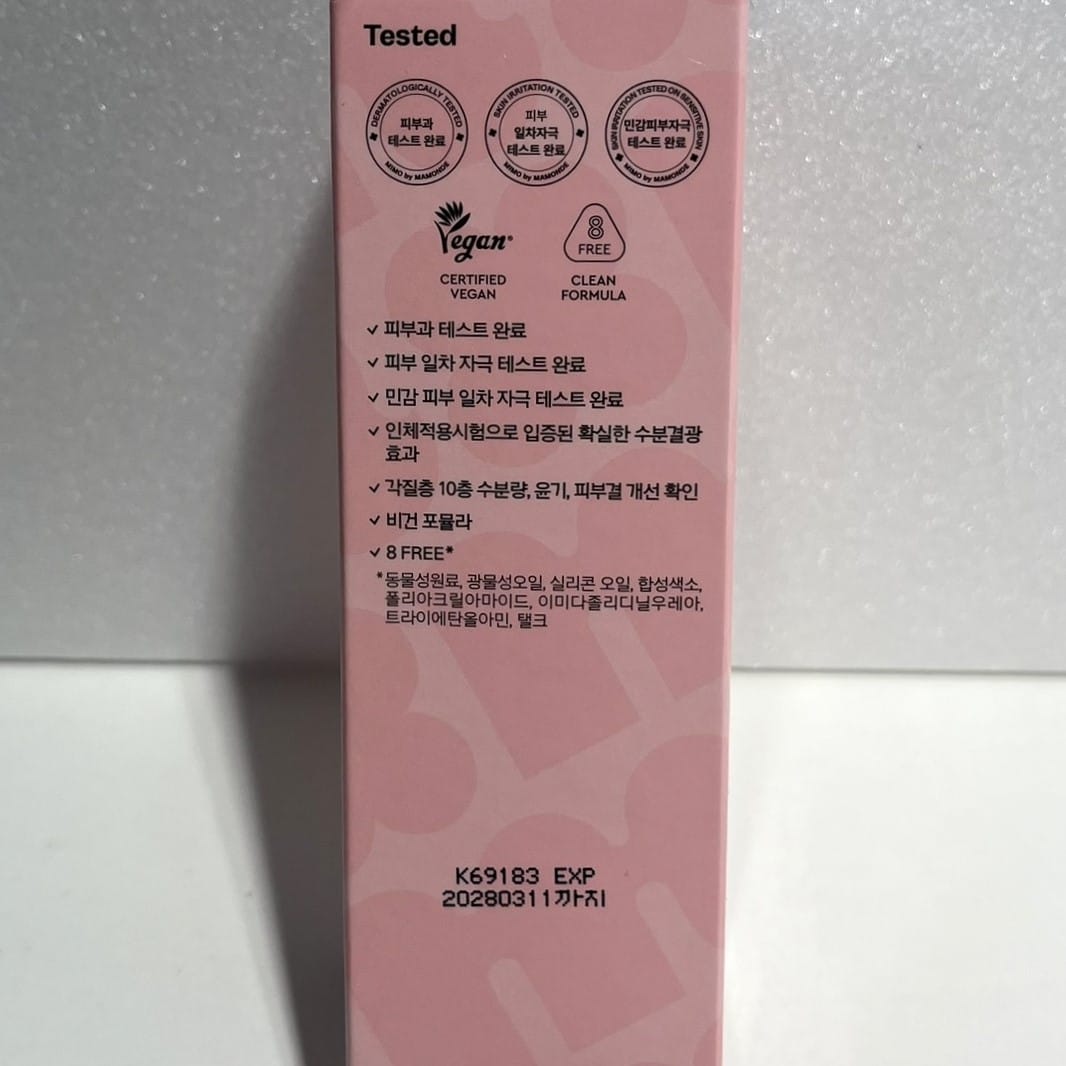 Tested
DERMATOLOGICALLY TESTED
피부과
테스트 완료
MIMO by MAMONDE
SKIN IRRITATION TESTED
피부
일차자극
테스트 완료
MIMO by MAMONDE
SKIN IRRITATION TESTED ON SENSITIVE SKIN
민감피부자극
테스트 완료
MIMO by MAMONDE
Vegan
CERTIFIED
VEGAN
8
FREE
CLEAN
FORMULA
✓ 피부과 테스트 완료
✓ 피부 일차 자극 테스트 완료
✓ 민감 피부 일차 자극 테스트 완료
✓ 인체적용시험으로 입증된 확실한 수분결광
효과
✓ 각질층 10층 수분량, 윤기, 피부결 개선 확인
✓ 비건 포뮬라
✓ 8 FREE*
*동물성원료, 광물성오일, 실리콘 오일, 합성색소,
폴리아크릴아마이드, 이미다졸리디닐우레아,
트라이에탄올아민, 탤크
K69183 EXP
20280311까지